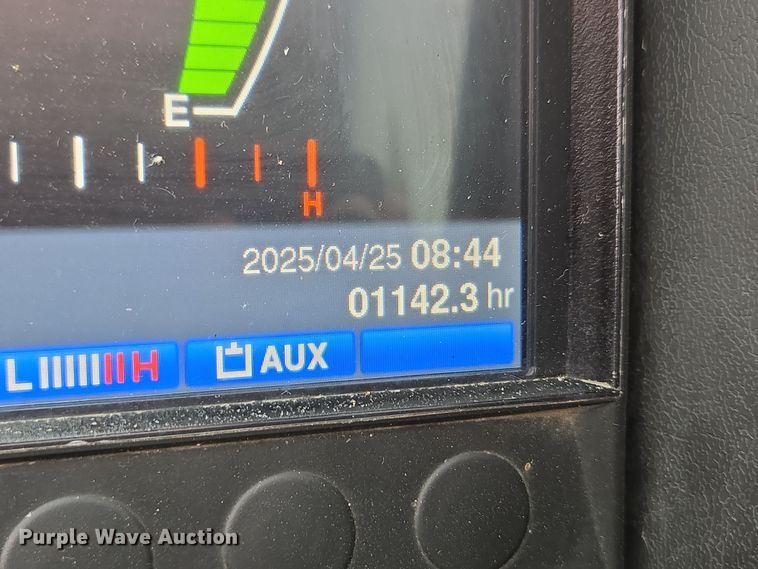 E
H
2025/04/25 08:44
01142.3 hr
L H
AUX
Purple Wave Auction